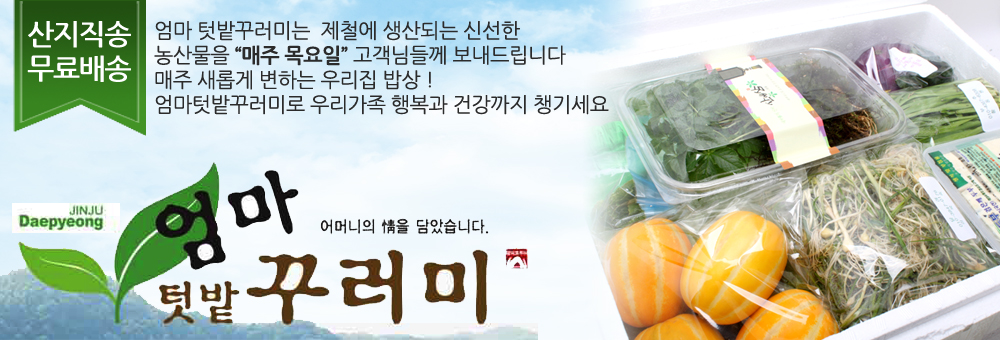 산지직송
무료배송
엄마 텃밭꾸러미는 제철에 생산되는 신선한
농산물을 “매주 목요일” 고객님들께 보내드립니다
매주 새롭게 변하는 우리집 밥상 !
엄마텃밭꾸러미로 우리가족 행복과 건강까지 챙기세요
JINJU
Daepyeong
엄마
어머니의 情을 담았습니다.
텃밭 꾸러미